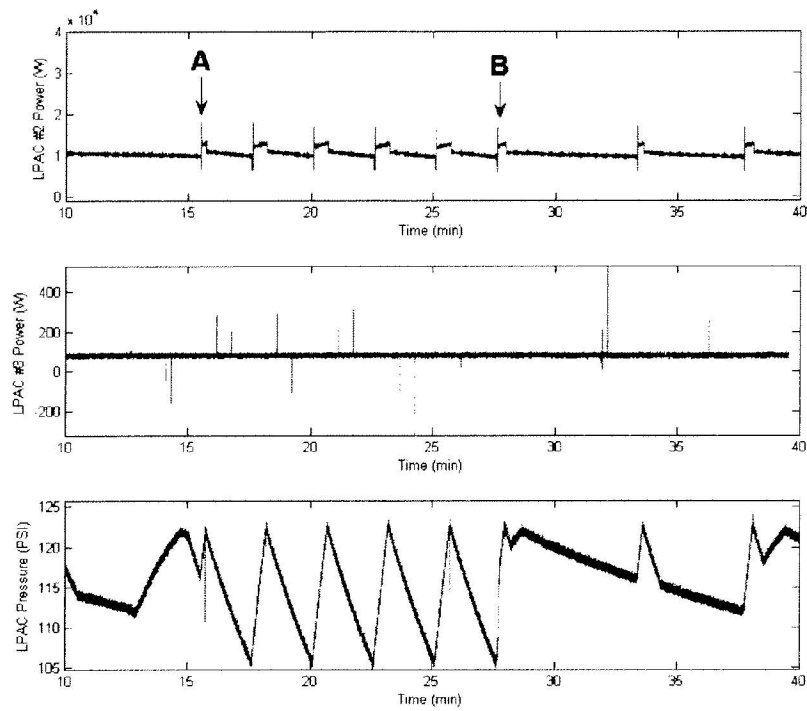 × 10⁴
4
3
2
1
0
LPAC #2 Power (W)
A
B
10 15 20 25 30 35 40
Time (min)
400
200
0
-200
LPAC #3 Power (W)
10 15 20 25 30 35 40
Time (min)
125
120
115
110
105
LPAC Pressure (PSI)
10 15 20 25 30 35 40
Time (min)